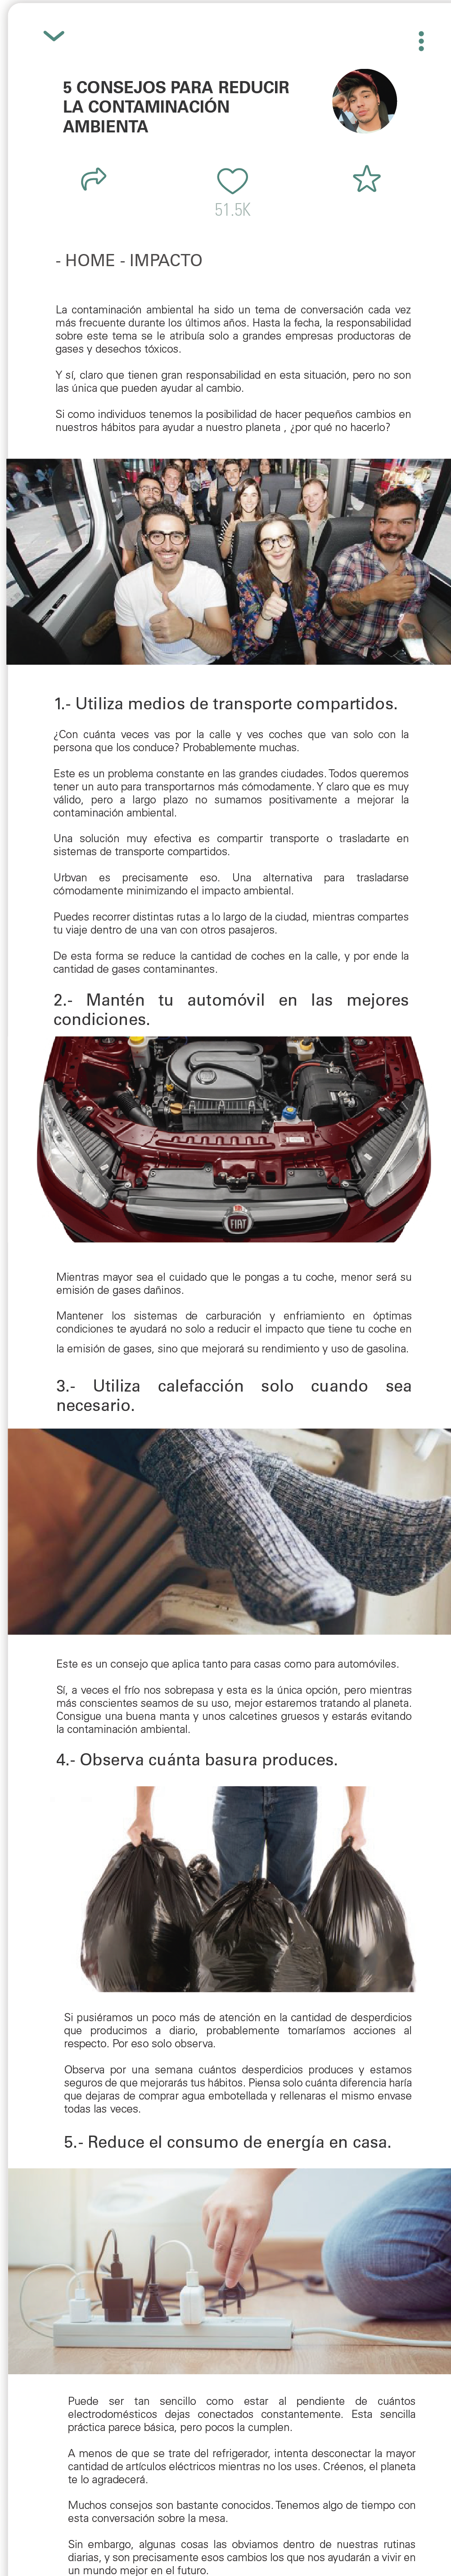 5 CONSEJOS PARA REDUCIR
LA CONTAMINACIÓN
AMBIENTA
51.5K
- HOME - IMPACTO
La contaminación ambiental ha sido un tema de conversación cada vez
más frecuente durante los últimos años. Hasta la fecha, la responsabilidad
sobre este tema se le atribuía solo a grandes empresas productoras de
gases y desechos tóxicos.
Y sí, claro que tienen gran responsabilidad en esta situación, pero no son
las única que pueden ayudar al cambio.
Si como individuos tenemos la posibilidad de hacer pequeños cambios en
nuestros hábitos para ayudar a nuestro planeta , ¿por qué no hacerlo?
1.- Utiliza medios de transporte compartidos.
¿Con cuánta veces vas por la calle y ves coches que van solo con la
persona que los conduce? Probablemente muchas.
Este es un problema constante en las grandes ciudades. Todos queremos
tener un auto para transportarnos más cómodamente. Y claro que es muy
válido, pero a largo plazo no sumamos positivamente a mejorar la
contaminación ambiental.
Una solución muy efectiva es compartir transporte o trasladarte en
sistemas de transporte compartidos.
Urbvan es precisamente eso. Una alternativa para trasladarse
cómodamente minimizando el impacto ambiental.
Puedes recorrer distintas rutas a lo largo de la ciudad, mientras compartes
tu viaje dentro de una van con otros pasajeros.
De esta forma se reduce la cantidad de coches en la calle, y por ende la
cantidad de gases contaminantes.
2.- Mantén tu automóvil en las mejores
condiciones.
FIAT
Mientras mayor sea el cuidado que le pongas a tu coche, menor será su
emisión de gases dañinos.
Mantener los sistemas de carburación y enfriamiento en óptimas
condiciones te ayudará no solo a reducir el impacto que tiene tu coche en
la emisión de gases, sino que mejorará su rendimiento y uso de gasolina.
3.- Utiliza calefacción solo cuando sea
necesario.
Este es un consejo que aplica tanto para casas como para automóviles.
Sí, a veces el frío nos sobrepasa y esta es la única opción, pero mientras
más conscientes seamos de su uso, mejor estaremos tratando al planeta.
Consigue una buena manta y unos calcetines gruesos y estarás evitando
la contaminación ambiental.
4.- Observa cuánta basura produces.
Si pusiéramos un poco más de atención en la cantidad de desperdicios
que producimos a diario, probablemente tomaríamos acciones al
respecto. Por eso solo observa.
Observa por una semana cuántos desperdicios produces y estamos
seguros de que mejorarás tus hábitos. Piensa solo cuánta diferencia haría
que dejaras de comprar agua embotellada y rellenaras el mismo envase
todas las veces.
5.- Reduce el consumo de energía en casa.
Puede ser tan sencillo como estar al pendiente de cuántos
electrodomésticos dejas conectados constantemente. Esta sencilla
práctica parece básica, pero pocos la cumplen.
A menos de que se trate del refrigerador, intenta desconectar la mayor
cantidad de artículos eléctricos mientras no los uses. Créenos, el planeta
te lo agradecerá.
Muchos consejos son bastante conocidos. Tenemos algo de tiempo con
esta conversación sobre la mesa.
Sin embargo, algunas cosas las obviamos dentro de nuestras rutinas
diarias, y son precisamente esos cambios los que nos ayudarán a vivir en
un mundo mejor en el futuro.